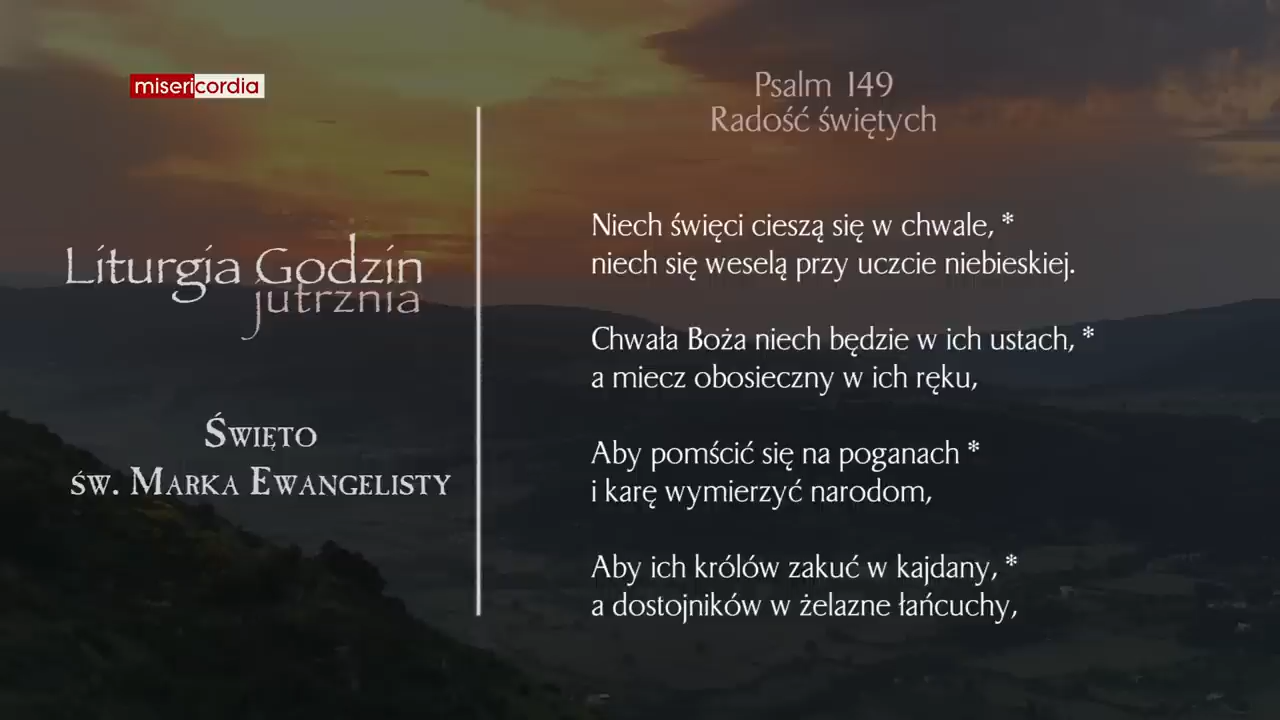 misericordia
Liturgia Godzin
jutrznia
Święto
św. Marka Ewangelisty
Psalm 149
Radość świętych
Niech święci cieszą się w chwale, *
niech się weselą przy uczcie niebieskiej.
Chwała Boża niech będzie w ich ustach, *
a miecz obosieczny w ich ręku,
Aby pomścić się na poganach *
i karę wymierzyć narodom,
Aby ich królów zakuć w kajdany, *
a dostojników w żelazne łańcuchy,